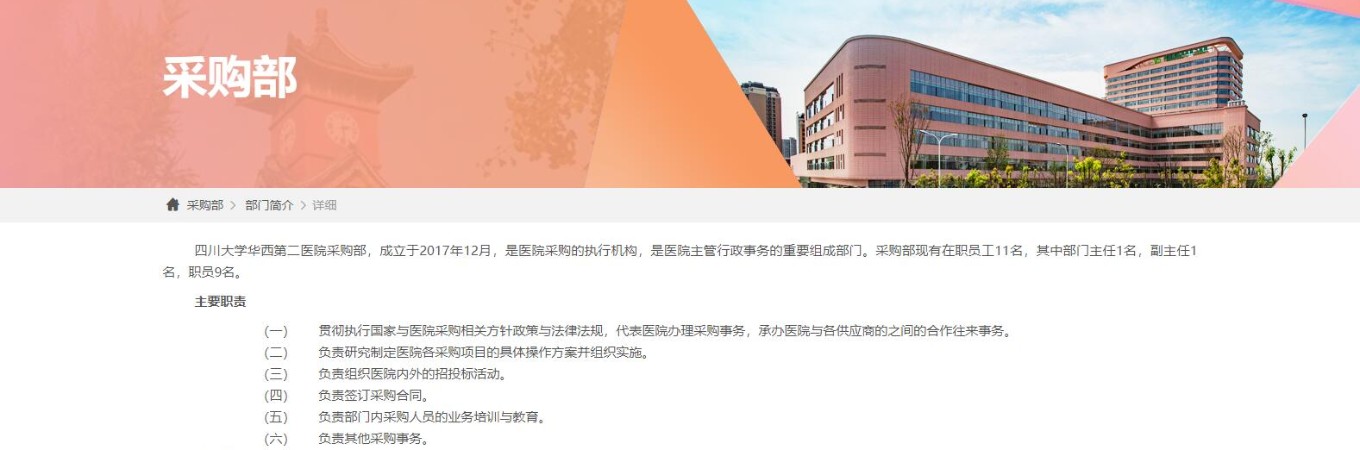 采购部
采购部 > 部门简介 > 详细
四川大学华西第二医院采购部，成立于2017年12月，是医院采购的执行机构，是医院主管行政事务的重要组成部门。采购部现有在职员工11名，其中部门主任1名，副主任1
名，职员9名。
主要职责
(一) 贯彻执行国家与医院采购相关方针政策与法律法规，代表医院办理采购事务，承办医院与各供应商的之间的合作往来事务。
(二) 负责研究制定医院各采购项目的具体操作方案并组织实施。
(三) 负责组织医院内外的招投标活动。
(四) 负责签订采购合同。
(五) 负责部门内采购人员的业务培训与教育。
(六) 负责其他采购事务。